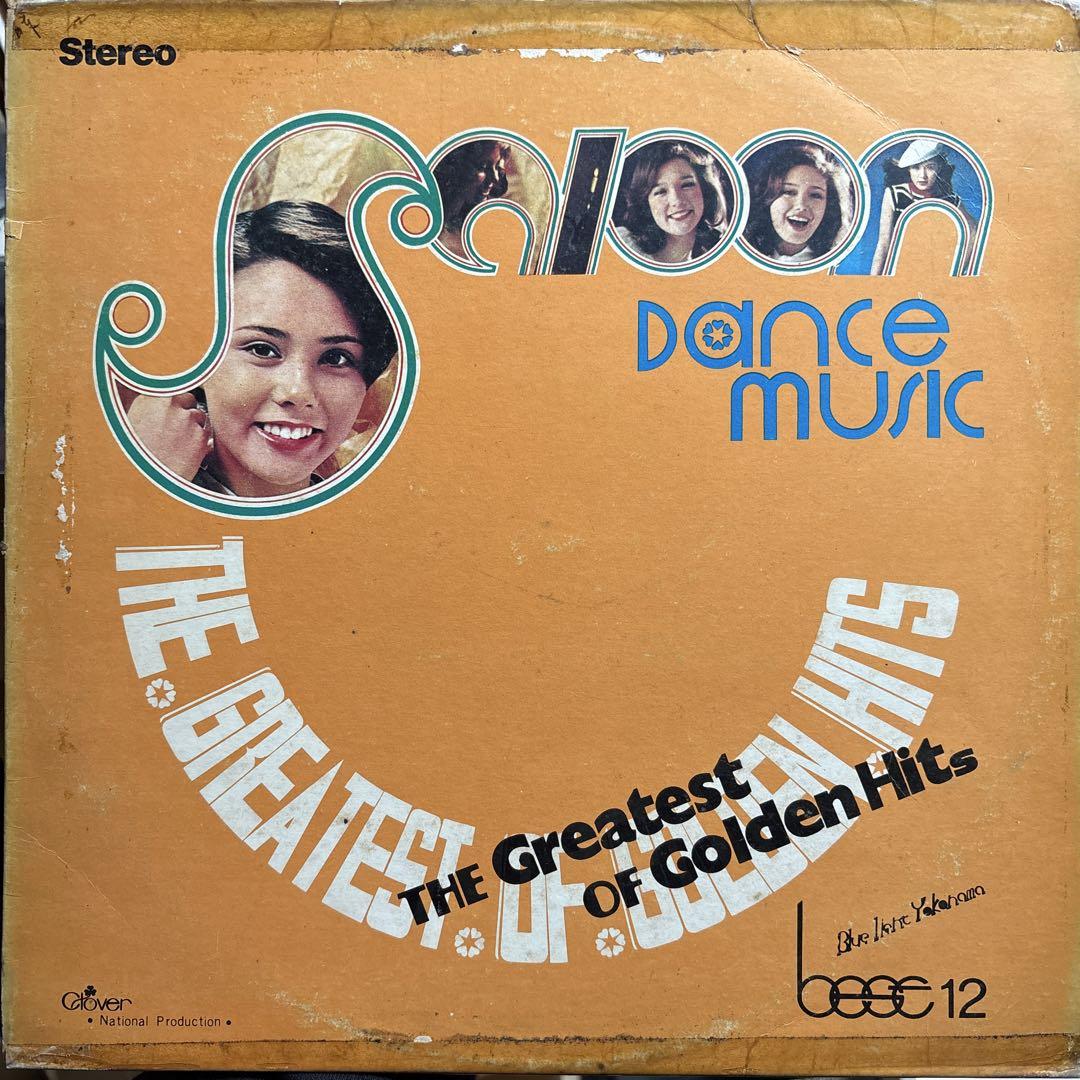 Stereo
Saloon
Dance
music
THE GREATEST OF GOLDEN HITS
THE Greatest
OF Golden Hits
Blue light Yokohama
best 12
Clover
• National Production •